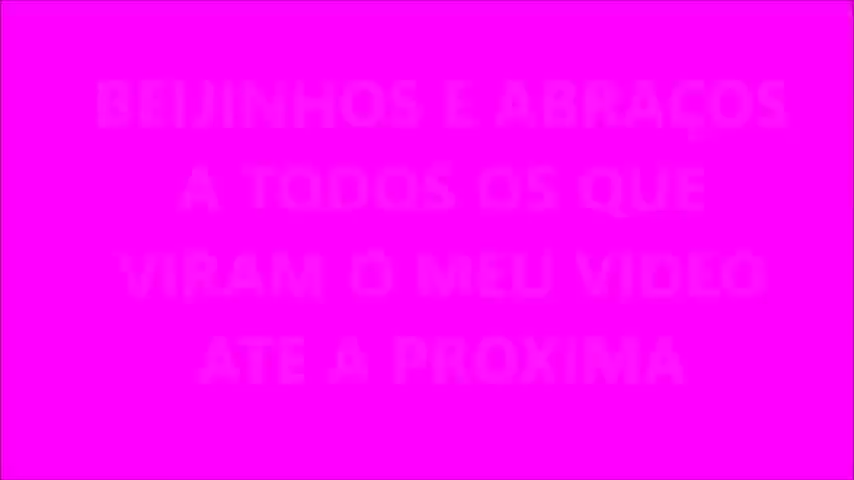 BEIJINHOS E ABRAÇOS
A TODOS OS QUE
VIRAM O MEU VIDEO
ATE A PROXIMA